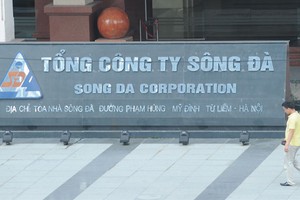 TỔNG CÔNG TY SÔNG ĐÀ
SONG DA CORPORATION
ĐỊA CHỈ TOÀ NHÀ SÔNG ĐÀ ĐƯỜNG PHẠM HÙNG MỸ ĐÌNH TỪ LIÊM - HÀ NỘI